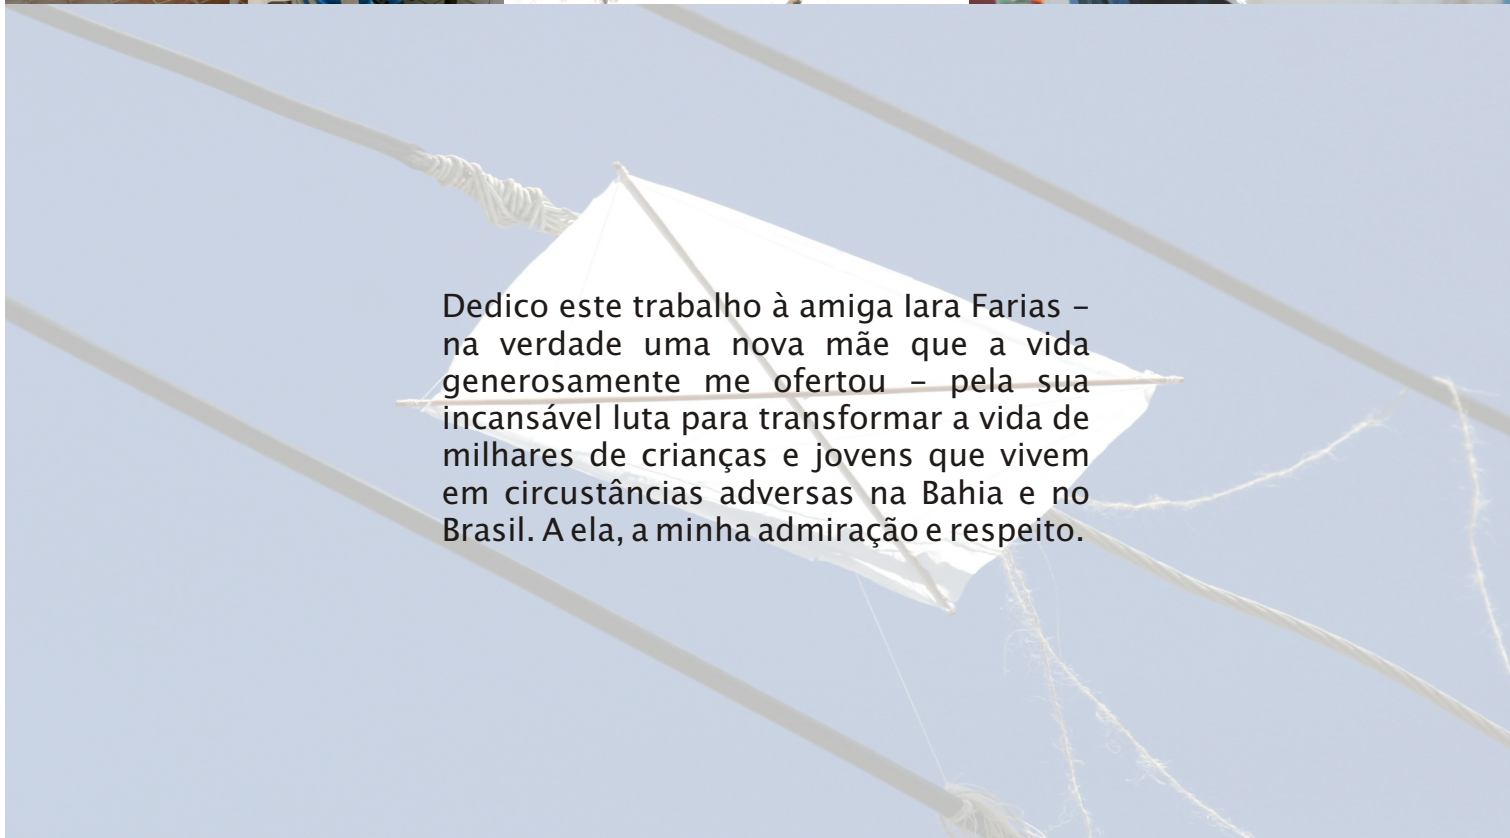 Dedico este trabalho à amiga Iara Farias –
na verdade uma nova mãe que a vida
generosamente me ofertou – pela sua
incansável luta para transformar a vida de
milhares de crianças e jovens que vivem
em circustâncias adversas na Bahia e no
Brasil. A ela, a minha admiração e respeito.